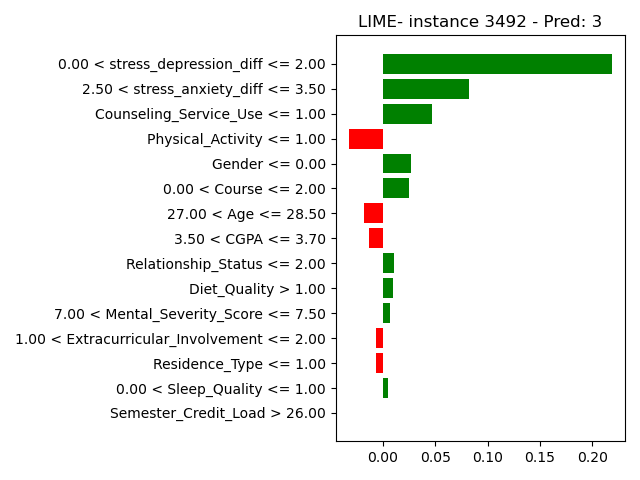 LIME- instance 3492 - Pred: 3
0.00 < stress_depression_diff <= 2.00
2.50 < stress_anxiety_diff <= 3.50
Counseling_Service_Use <= 1.00
Physical_Activity <= 1.00
Gender <= 0.00
0.00 < Course <= 2.00
27.00 < Age <= 28.50
3.50 < CGPA <= 3.70
Relationship_Status <= 2.00
Diet_Quality > 1.00
7.00 < Mental_Severity_Score <= 7.50
1.00 < Extracurricular_Involvement <= 2.00
Residence_Type <= 1.00
0.00 < Sleep_Quality <= 1.00
Semester_Credit_Load > 26.00
0.00 0.05 0.10 0.15 0.20